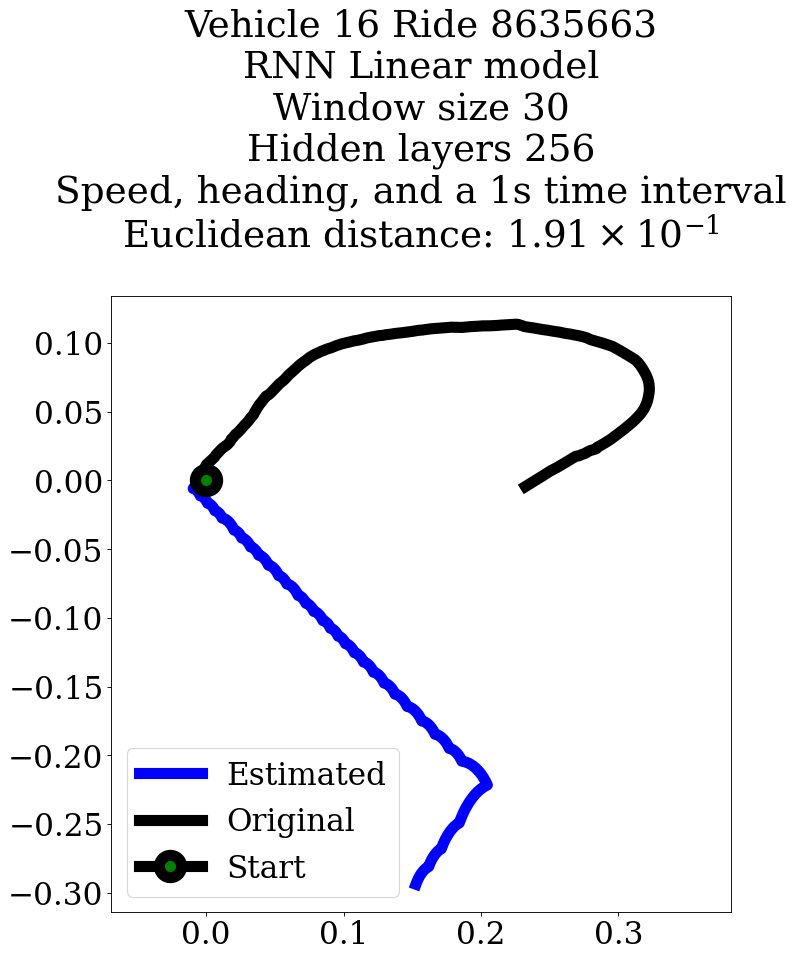 Vehicle 16 Ride 8635663
RNN Linear model
Window size 30
Hidden layers 256
Speed, heading, and a 1s time interval
Euclidean distance: 1.91 × 10⁻¹
0.10
0.05
0.00
−0.05
−0.10
−0.15
−0.20
−0.25
−0.30
Estimated
Original
Start
0.0 0.1 0.2 0.3